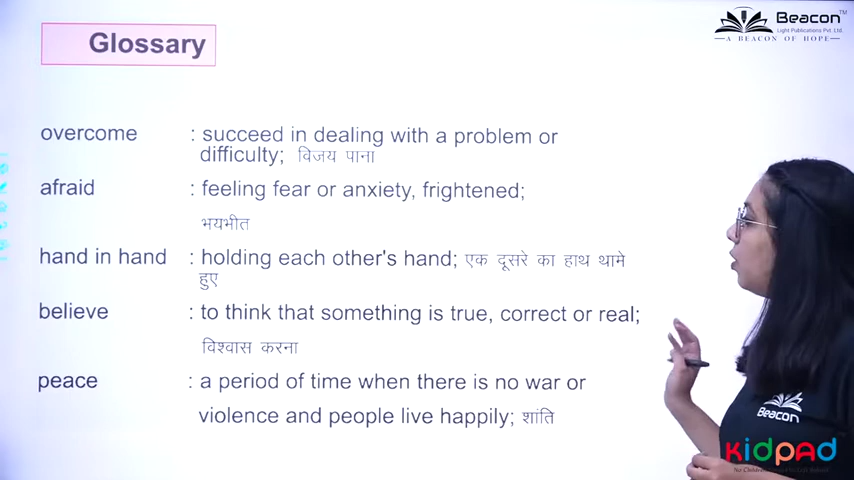 Glossary
Beacon™
Light Publications Pvt. Ltd.
A BEACON OF HOPE
overcome : succeed in dealing with a problem or
difficulty; विजय पाना
afraid : feeling fear or anxiety, frightened;
भयभीत
hand in hand : holding each other's hand; एक दूसरे का हाथ थामे
हुए
believe : to think that something is true, correct or real;
विश्वास करना
peace : a period of time when there is no war or
violence and people live happily; शांति
Beacon
kidpad